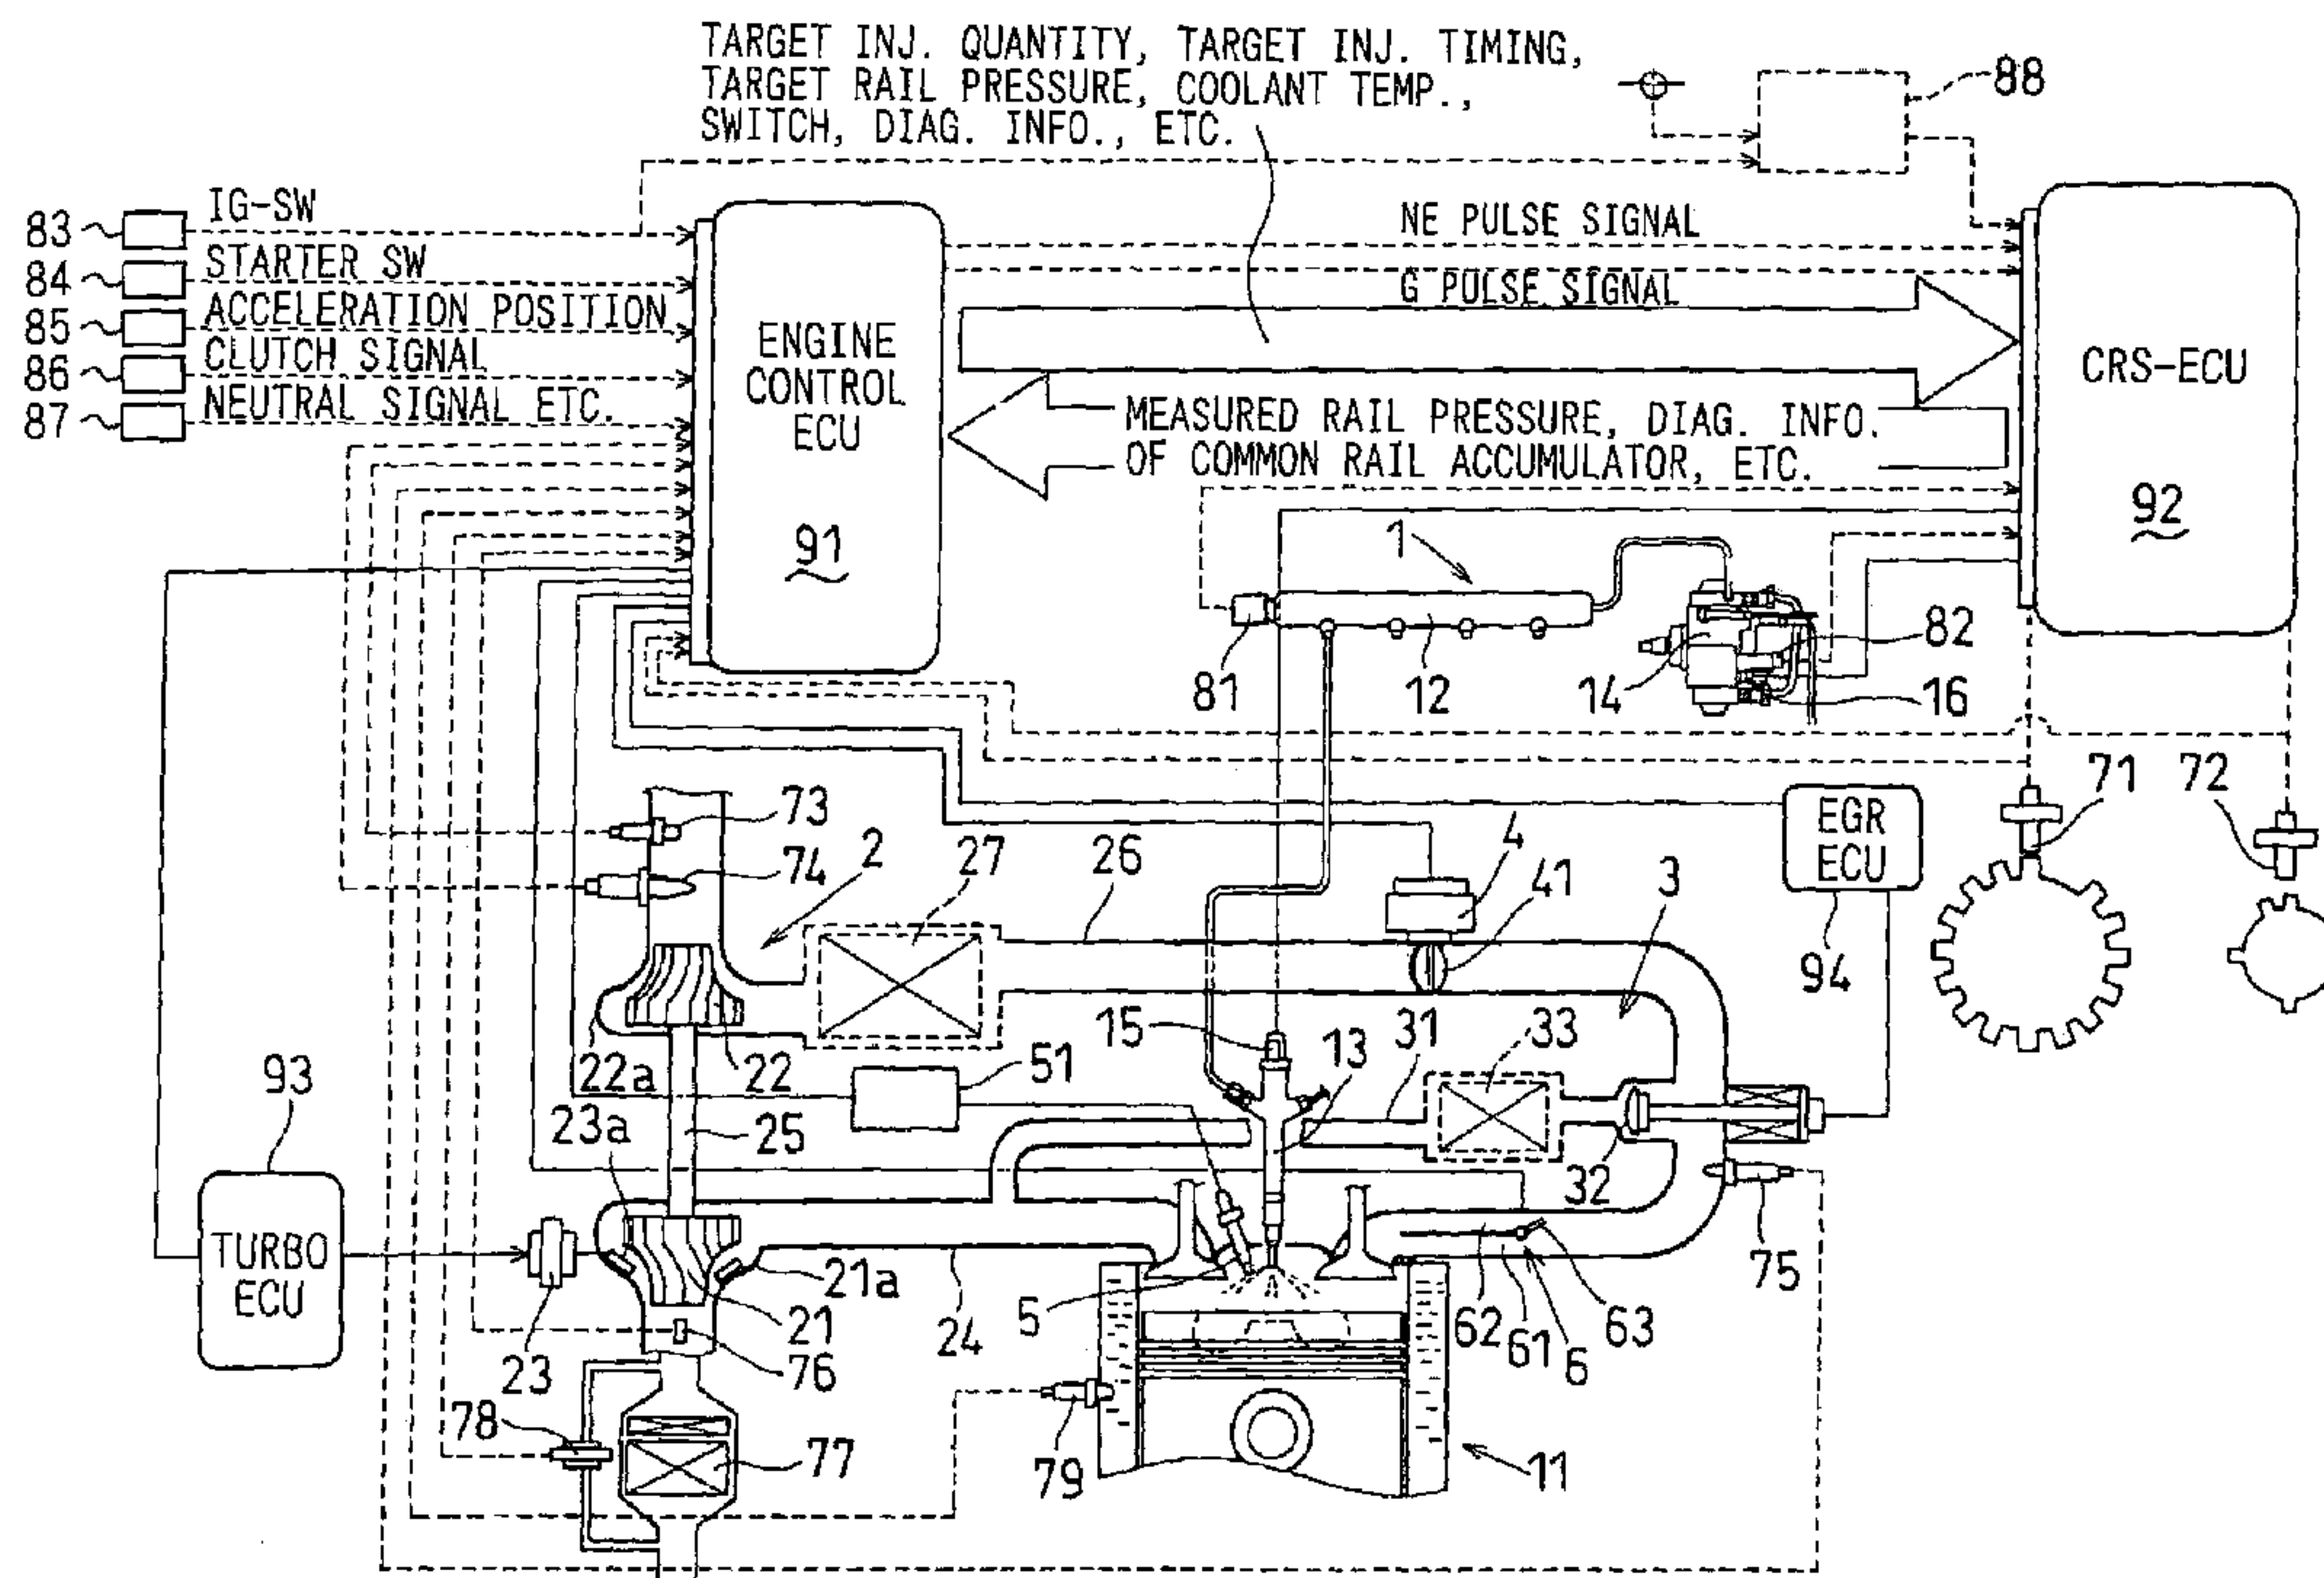 TARGET INJ. QUANTITY, TARGET INJ. TIMING,
TARGET RAIL PRESSURE, COOLANT TEMP.,
SWITCH, DIAG. INFO., ETC.
88
83 IG-SW
84 STARTER SW
85 ACCELERATION POSITION
86 CLUTCH SIGNAL
87 NEUTRAL SIGNAL ETC.
ENGINE
CONTROL
ECU
91
NE PULSE SIGNAL
G PULSE SIGNAL
CRS-ECU
92
MEASURED RAIL PRESSURE, DIAG. INFO.
OF COMMON RAIL ACCUMULATOR, ETC.
1
81
12
14
82
16
71
72
73
74
2
27
26
4
41
3
EGR
ECU
94
22a
22
51
15
13
31
33
93
23a
25
32
TURBO
ECU
23
21a
21
24
5
62
61
6
63
75
76
78
77
79
11